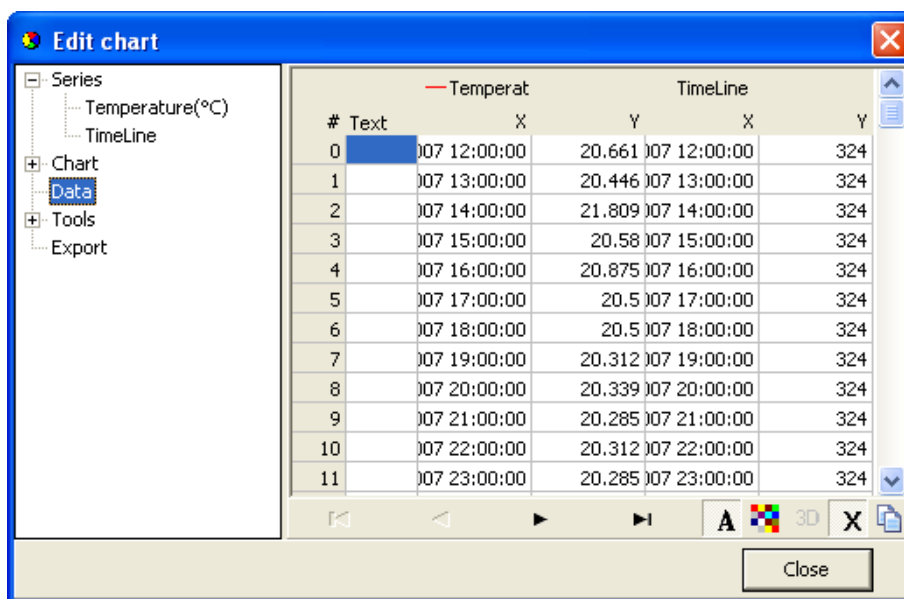 Edit chart
Series
Temperature(°C)
TimeLine
Chart
Data
Tools
Export
Temperat TimeLine
# Text X Y X Y
0 007 12:00:00 20.661 007 12:00:00 324
1 007 13:00:00 20.446 007 13:00:00 324
2 007 14:00:00 21.809 007 14:00:00 324
3 007 15:00:00 20.58 007 15:00:00 324
4 007 16:00:00 20.875 007 16:00:00 324
5 007 17:00:00 20.5 007 17:00:00 324
6 007 18:00:00 20.5 007 18:00:00 324
7 007 19:00:00 20.312 007 19:00:00 324
8 007 20:00:00 20.339 007 20:00:00 324
9 007 21:00:00 20.285 007 21:00:00 324
10 007 22:00:00 20.312 007 22:00:00 324
11 007 23:00:00 20.285 007 23:00:00 324
A 3D X
Close